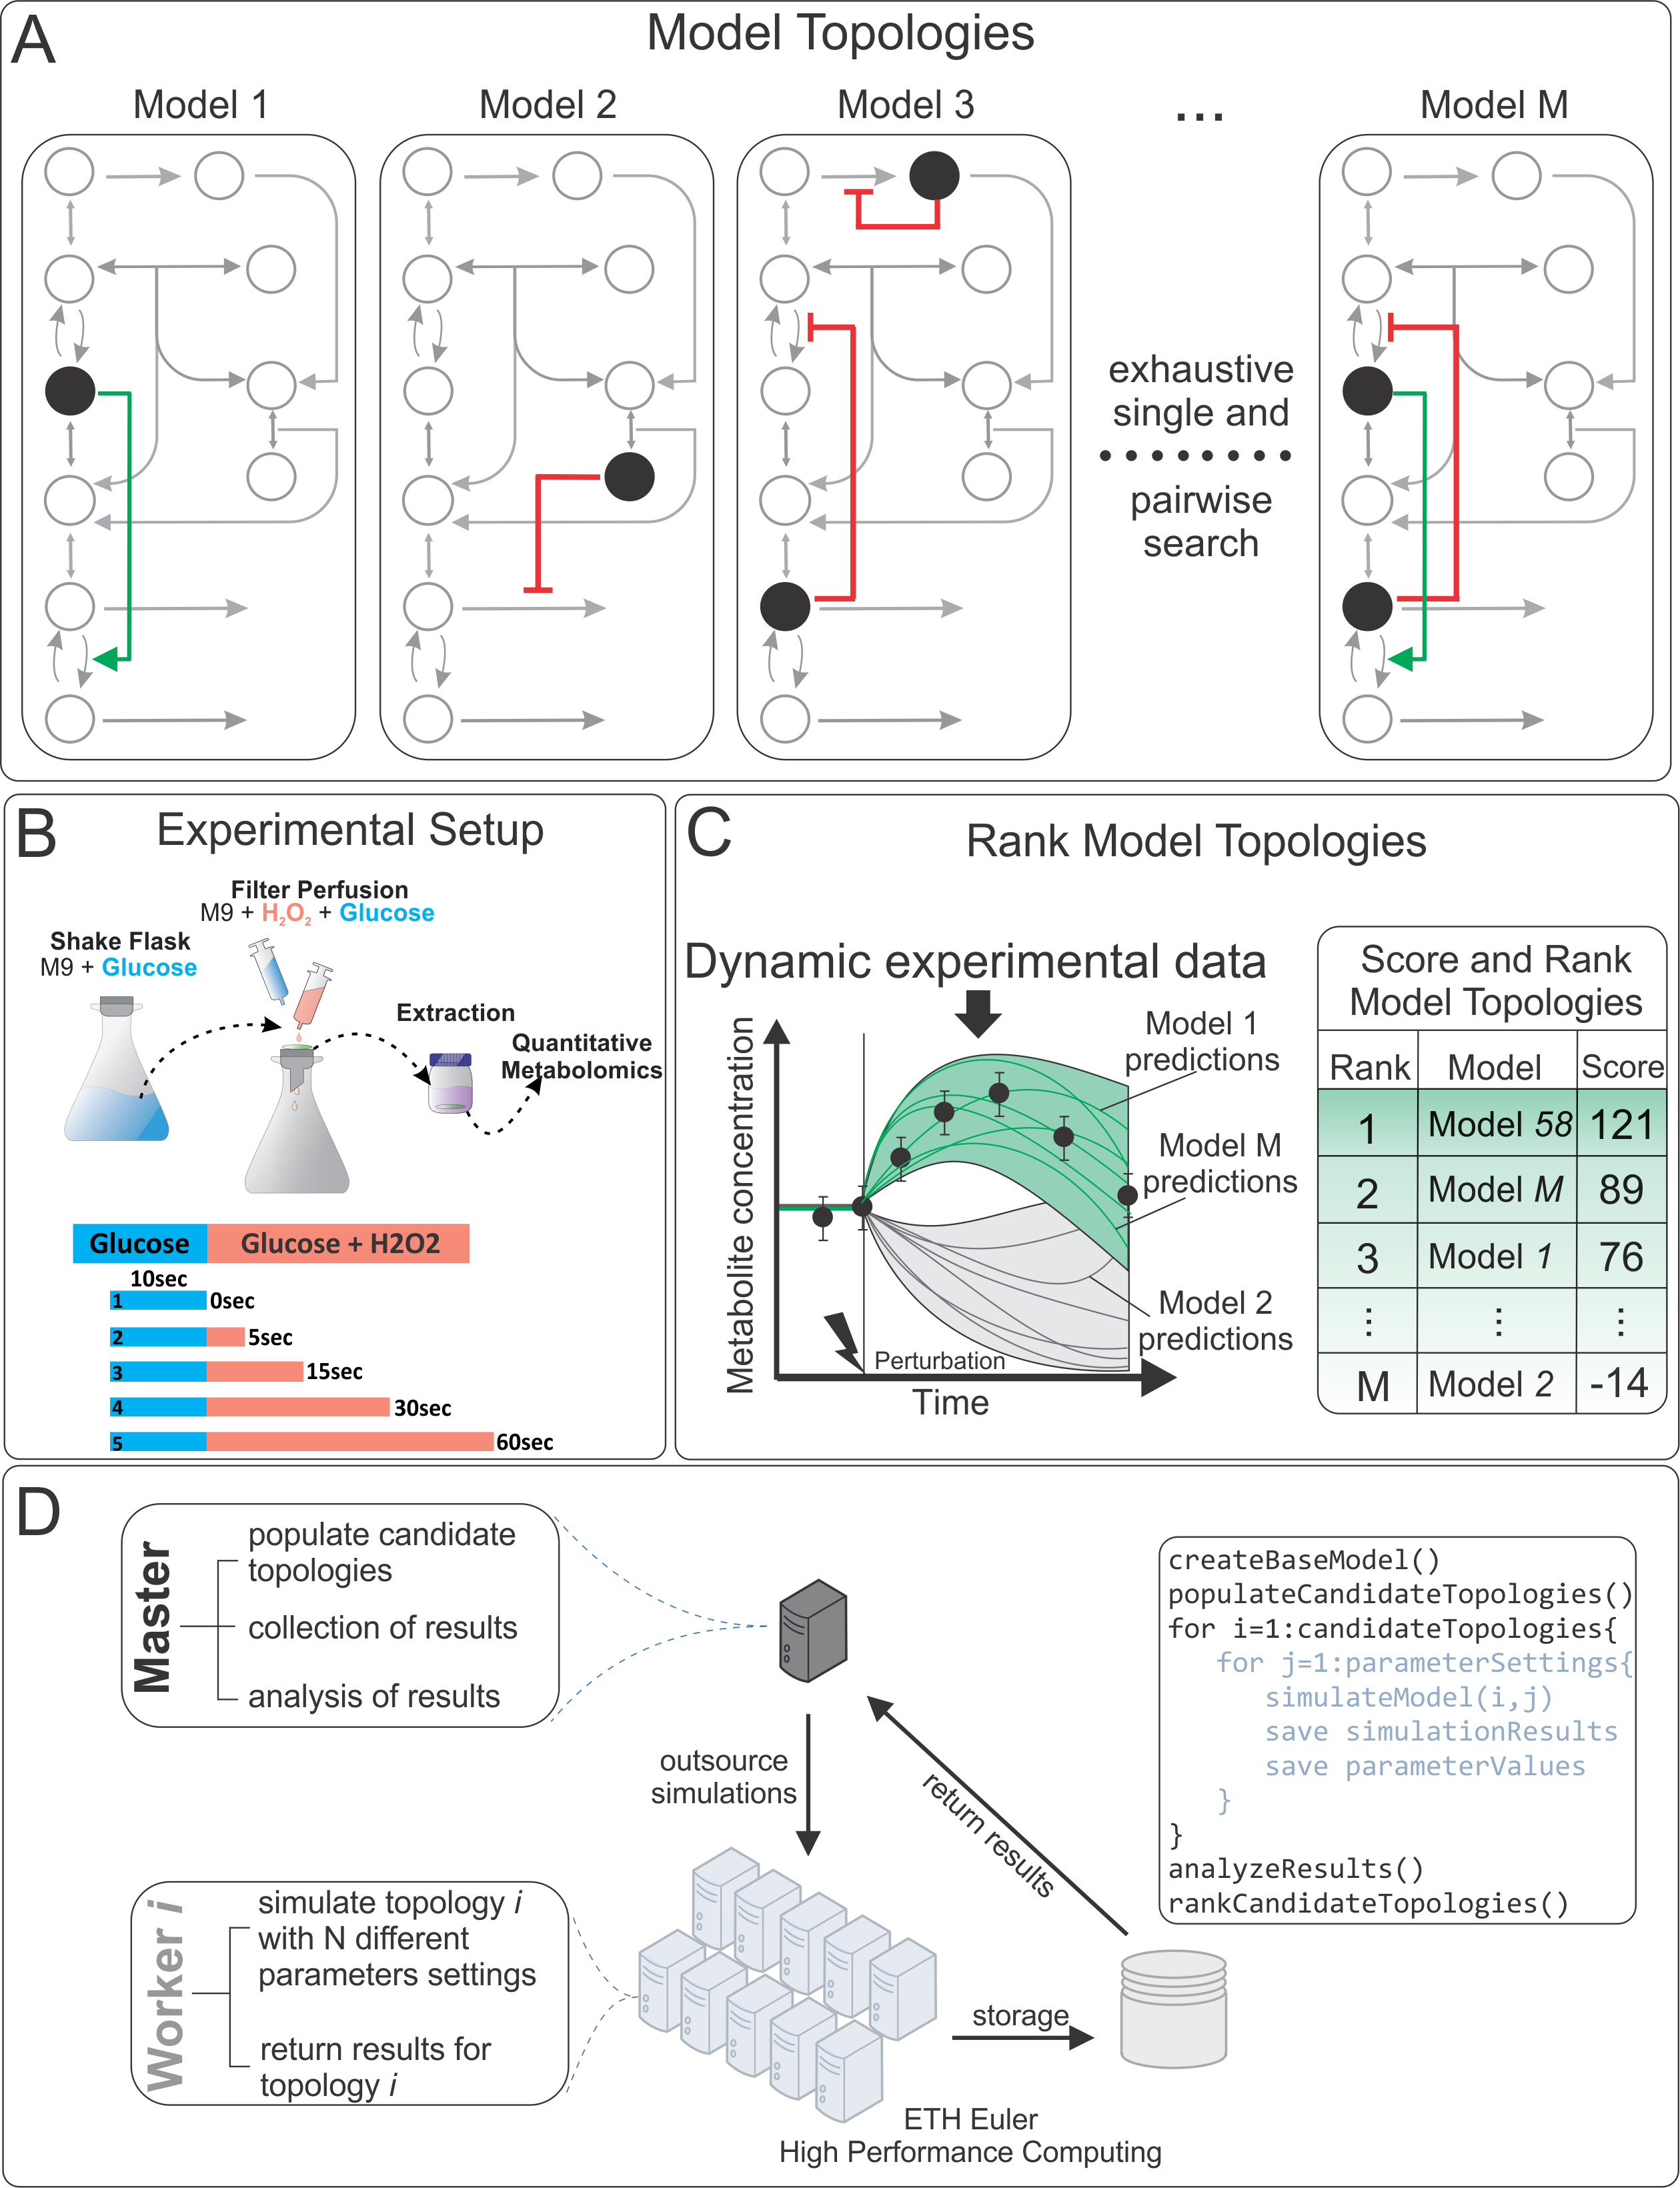 A
Model Topologies
Model 1
Model 2
Model 3
...
Model M
exhaustive
single and
pairwise
search
B
Experimental Setup
Filter Perfusion
M9 + H₂O₂ + Glucose
Shake Flask
M9 + Glucose
Extraction
Quantitative
Metabolomics
Glucose
Glucose + H2O2
10sec
1
0sec
2
5sec
3
15sec
4
30sec
5
60sec
C
Rank Model Topologies
Dynamic experimental data
Metabolite concentration
Model 1
predictions
Model M
predictions
Model 2
predictions
Perturbation
Time
Score and Rank
Model Topologies
Rank Model Score
1 Model 58 121
2 Model M 89
3 Model 1 76
⋮ ⋮ ⋮
M Model 2 -14
D
Master
populate candidate
topologies
collection of results
analysis of results
outsource
simulations
return results
createBaseModel()
populateCandidateTopologies()
for i=1:candidateTopologies{
for j=1:parameterSettings{
simulateModel(i,j)
save simulationResults
save parameterValues
}
}
analyzeResults()
rankCandidateTopologies()
Worker i
simulate topology i
with N different
parameters settings
return results for
topology i
storage
ETH Euler
High Performance Computing